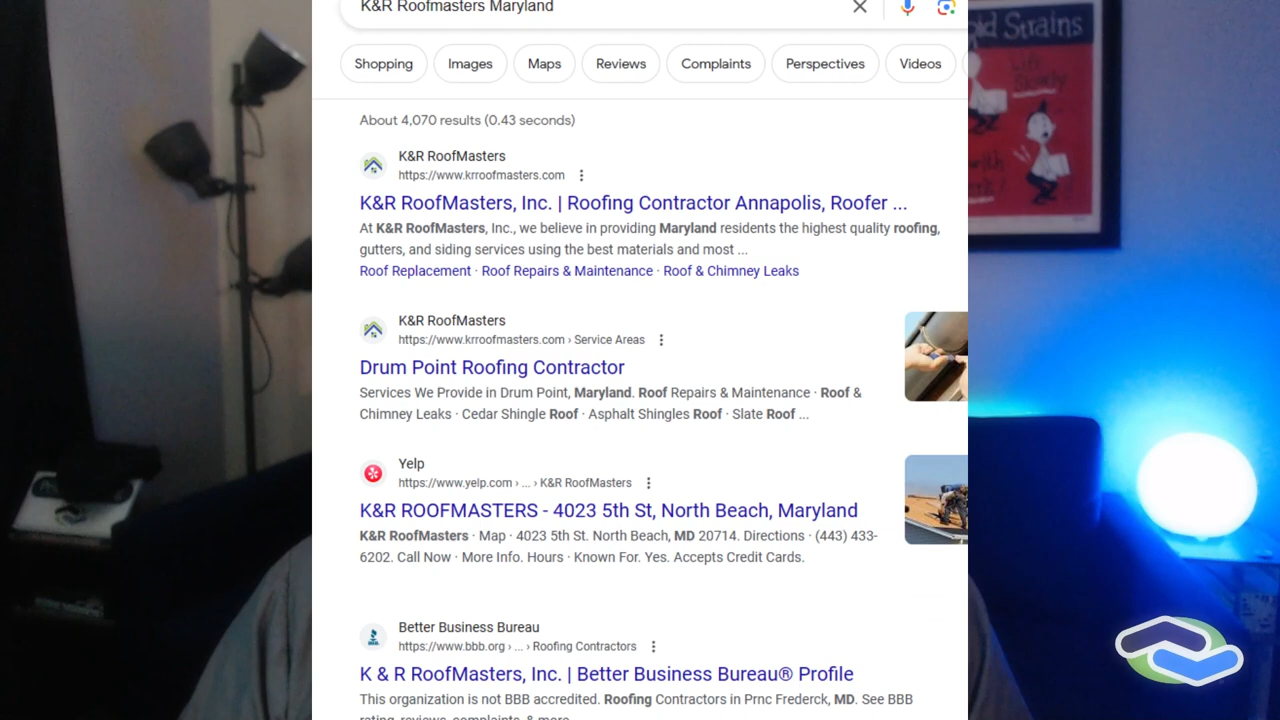 K&R Roofmasters Maryland
Shopping
Images
Maps
Reviews
Complaints
Perspectives
Videos
About 4,070 results (0.43 seconds)
K&R RoofMasters
https://www.krroofmasters.com
K&R RoofMasters, Inc. | Roofing Contractor Annapolis, Roofer ...
At K&R RoofMasters, Inc., we believe in providing Maryland residents the highest quality roofing,
gutters, and siding services using the best materials and most ...
Roof Replacement · Roof Repairs & Maintenance · Roof & Chimney Leaks
K&R RoofMasters
https://www.krroofmasters.com › Service Areas
Drum Point Roofing Contractor
Services We Provide in Drum Point, Maryland. Roof Repairs & Maintenance · Roof &
Chimney Leaks · Cedar Shingle Roof · Asphalt Shingles Roof · Slate Roof ...
Yelp
https://www.yelp.com › ... › K&R RoofMasters
K&R ROOFMASTERS - 4023 5th St, North Beach, Maryland
K&R RoofMasters · Map · 4023 5th St. North Beach, MD 20714. Directions · (443) 433-
6202. Call Now · More Info. Hours · Known For. Yes. Accepts Credit Cards.
Better Business Bureau
https://www.bbb.org › ... › Roofing Contractors
K & R RoofMasters, Inc. | Better Business Bureau® Profile
This organization is not BBB accredited. Roofing Contractors in Prnc Frederck, MD. See BBB
rating, reviews, complaints, & more.
Strains